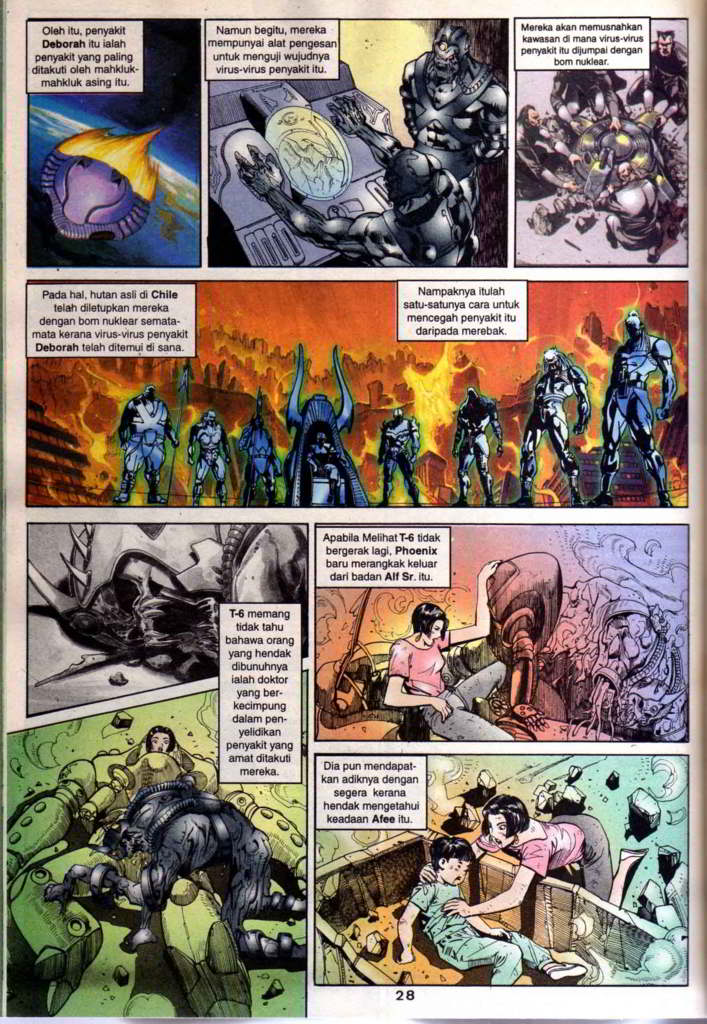 Oleh itu, penyakit
Deborah itu ialah
penyakit yang paling
ditakuti oleh mahkluk-
mahkluk asing itu.
Namun begitu, mereka
mempunyai alat pengesan
untuk menguji wujudnya
virus-virus penyakit itu.
Mereka akan memusnahkan
kawasan di mana virus-virus
penyakit itu dijumpai dengan
bom nuklear.
Pada hal, hutan asli di Chile
telah diletupkan mereka
dengan bom nuklear semata-
mata kerana virus-virus penyakit
Deborah telah ditemui di sana.
Nampaknya itulah
satu-satunya cara untuk
mencegah penyakit itu
daripada merebak.
T-6 memang
tidak tahu
bahawa orang
yang hendak
dibunuhnya
ialah doktor
yang ber-
kecimpung
dalam pen-
yelidikan
penyakit yang
amat ditakuti
mereka.
Apabila Melihat T-6 tidak
bergerak lagi, Phoenix
baru merangkak keluar
dari badan Alf Sr. itu.
Dia pun mendapat-
kan adiknya dengan
segera kerana
hendak mengetahui
keadaan Afee itu.
28